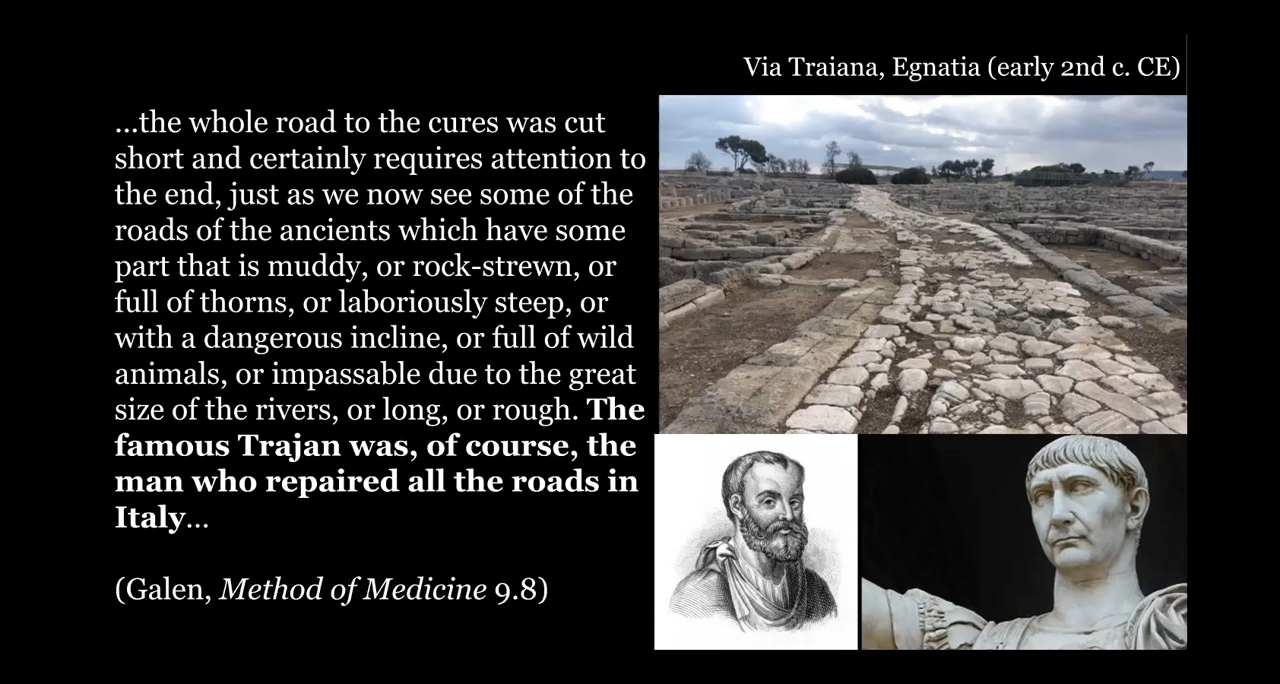 Via Traiana, Egnatia (early 2nd c. CE)
...the whole road to the cures was cut
short and certainly requires attention to
the end, just as we now see some of the
roads of the ancients which have some
part that is muddy, or rock-strewn, or
full of thorns, or laboriously steep, or
with a dangerous incline, or full of wild
animals, or impassable due to the great
size of the rivers, or long, or rough. The
famous Trajan was, of course, the
man who repaired all the roads in
Italy...
(Galen, Method of Medicine 9.8)